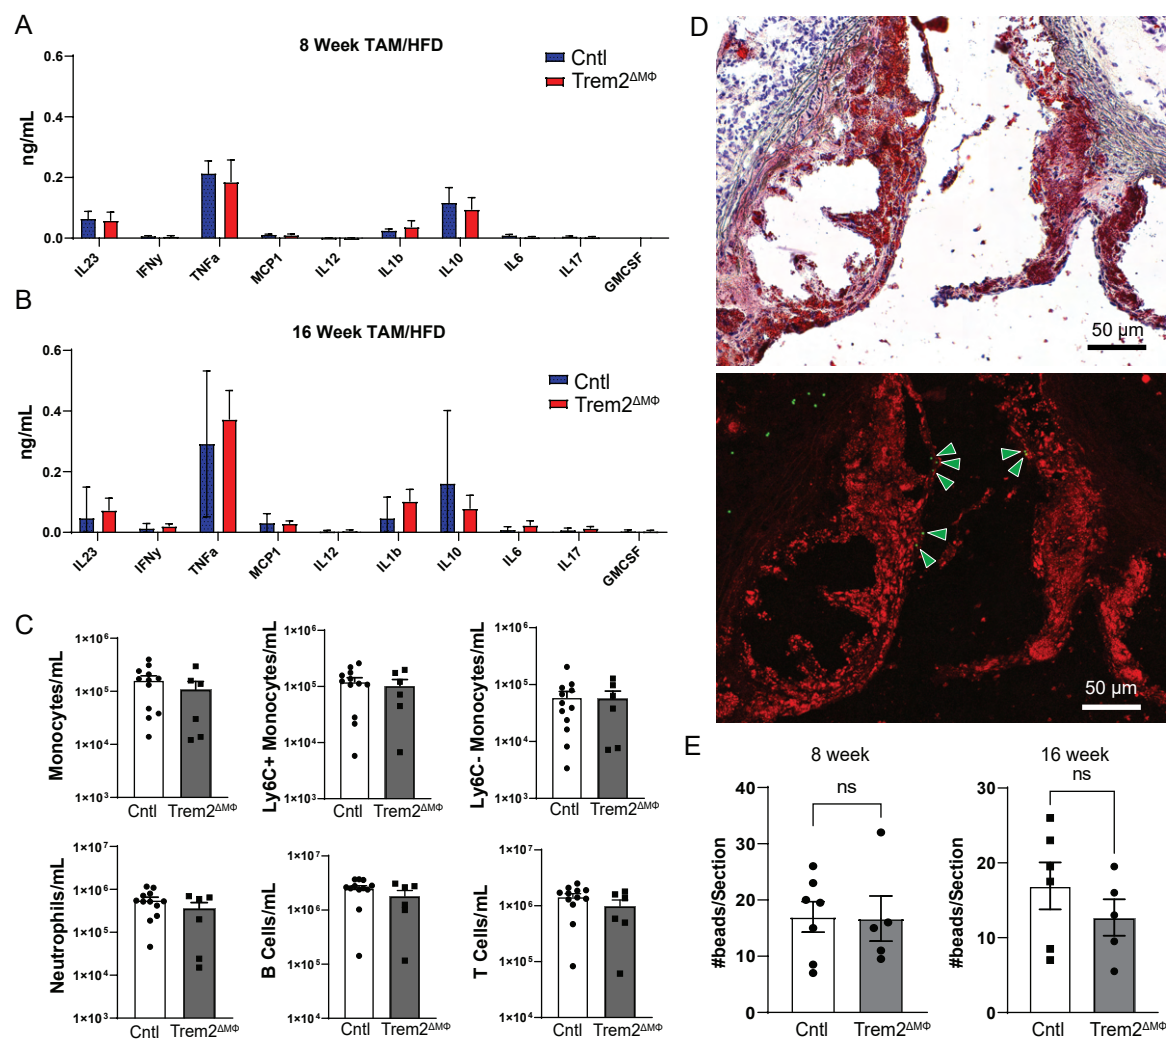 A
8 Week TAM/HFD
0.6
0.4
0.2
0.0
ng/mL
Cntl
Trem2ΔMΦ
IL23
IFNy
TNFa
MCP1
IL12
IL1b
IL10
IL6
IL17
GMCSF
B
16 Week TAM/HFD
0.6
0.4
0.2
0.0
ng/mL
Cntl
Trem2ΔMΦ
IL23
IFNy
TNFa
MCP1
IL12
IL1b
IL10
IL6
IL17
GMCSF
C
Monocytes/mL
1×10⁶
1×10⁵
1×10⁴
1×10³
Cntl
Trem2ΔMΦ
Ly6C+ Monocytes/mL
1×10⁶
1×10⁵
1×10⁴
1×10³
Cntl
Trem2ΔMΦ
Ly6C- Monocytes/mL
1×10⁶
1×10⁵
1×10⁴
1×10³
Cntl
Trem2ΔMΦ
Neutrophils/mL
1×10⁷
1×10⁶
1×10⁵
1×10⁴
1×10³
Cntl
Trem2ΔMΦ
B Cells/mL
1×10⁷
1×10⁶
1×10⁵
1×10⁴
Cntl
Trem2ΔMΦ
T Cells/mL
1×10⁷
1×10⁶
1×10⁵
1×10⁴
Cntl
Trem2ΔMΦ
D
50 µm
50 µm
E
8 week
ns
#beads/Section
40
30
20
10
0
Cntl
Trem2ΔMΦ
16 week
ns
#beads/Section
30
20
10
0
Cntl
Trem2ΔMΦ